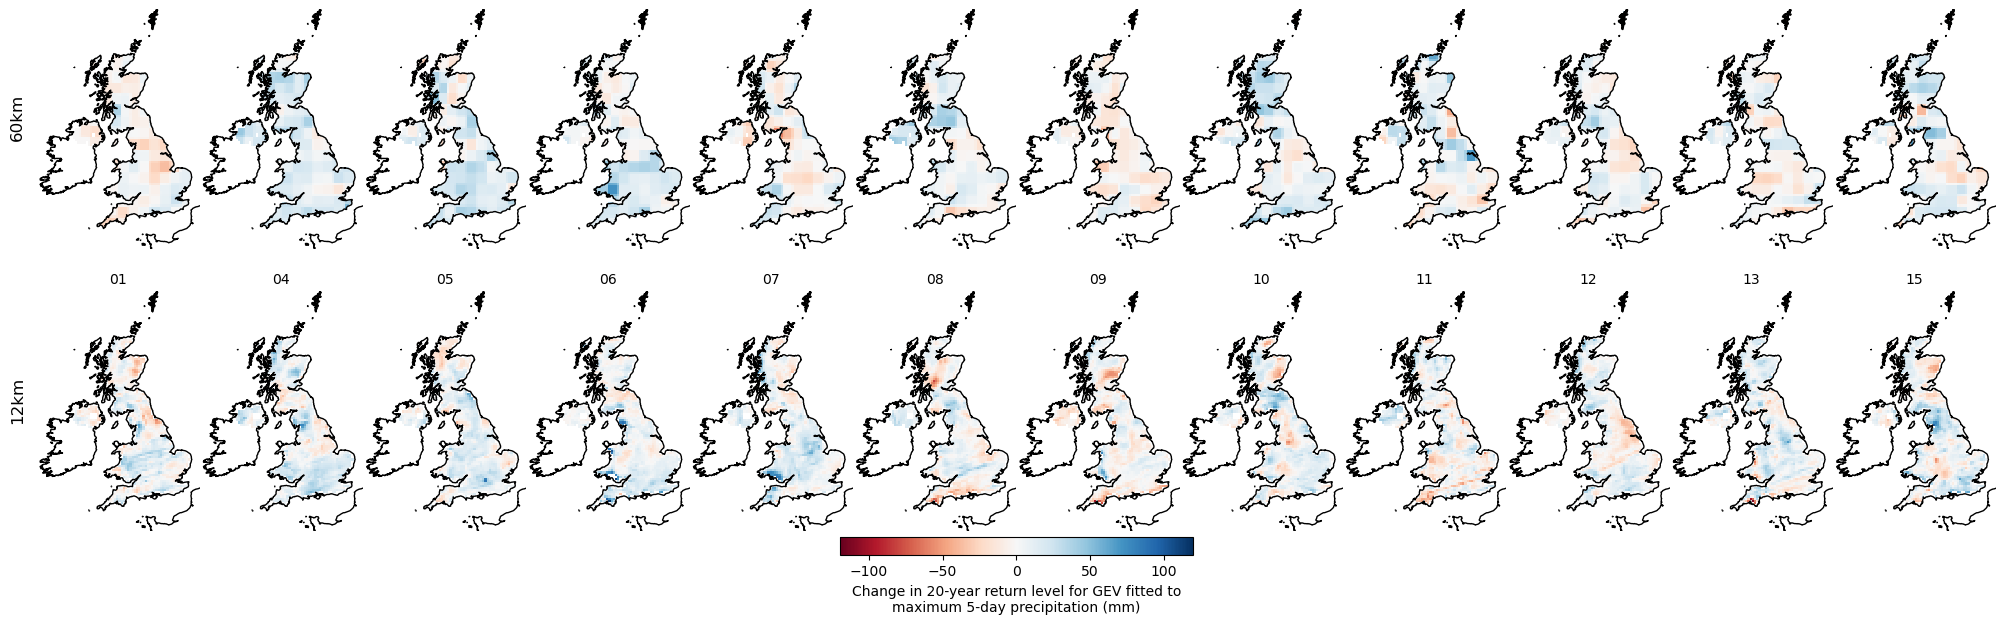 60km
01 04 05 06 07 08 09 10 11 12 13 15
12km
−100 −50 0 50 100
Change in 20-year return level for GEV fitted to
maximum 5-day precipitation (mm)